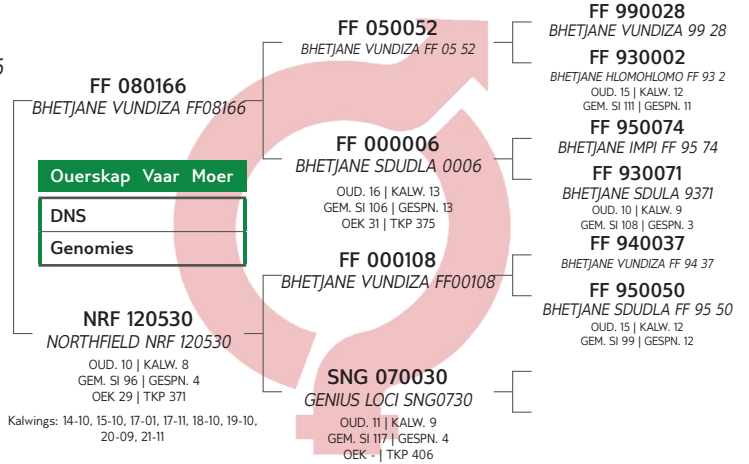 FF 080166
BHETJANE VUNDIZA FF08166
Ouerskap Vaar Moer
DNS
Genomies
NRF 120530
NORTHFIELD NRF 120530
OUD. 10 | KALW. 8
GEM. SI 96 | GESPN. 4
OEK 29 | TKP 371
Kalwings: 14-10, 15-10, 17-01, 17-11, 18-10, 19-10,
20-09, 21-11
FF 050052
BHETJANE VUNDIZA FF 05 52
FF 000006
BHETJANE SDUDLA 0006
OUD. 16 | KALW. 13
GEM. SI 106 | GESPN. 13
OEK 31 | TKP 375
FF 000108
BHETJANE VUNDIZA FF00108
SNG 070030
GENIUS LOCI SNG0730
OUD. 11 | KALW. 9
GEM. SI 117 | GESPN. 4
OEK - | TKP 406
FF 990028
BHETJANE VUNDIZA 99 28
FF 930002
BHETJANE HLOMOHLOMO FF 93 2
OUD. 15 | KALW. 12
GEM. SI 111 | GESPN. 11
FF 950074
BHETJANE IMPI FF 95 74
FF 930071
BHETJANE SDULA 9371
OUD. 10 | KALW. 9
GEM. SI 108 | GESPN. 3
FF 940037
BHETJANE VUNDIZA FF 94 37
FF 950050
BHETJANE SDUDLA FF 95 50
OUD. 15 | KALW. 12
GEM. SI 99 | GESPN. 12